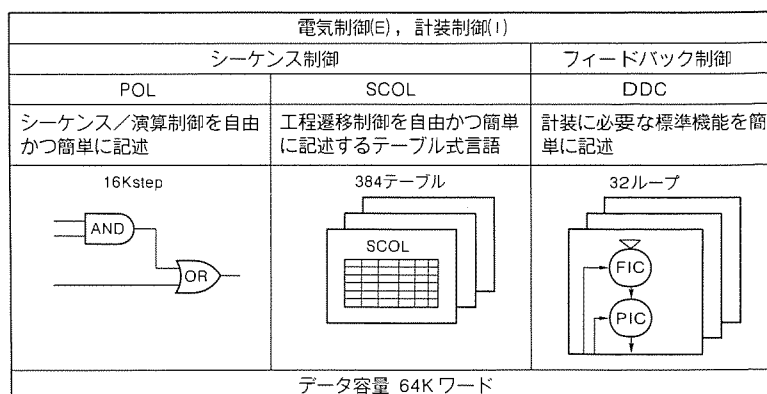 電気制御(E)，計装制御(I)
シーケンス制御
フィードバック制御
POL
SCOL
DDC
シーケンス／演算制御を自由
かつ簡単に記述
工程遷移制御を自由かつ簡単
に記述するテーブル式言語
計装に必要な標準機能を簡
単に記述
16Kstep
AND
OR
384テーブル
SCOL
32ループ
FIC
PIC
データ容量 64Kワード